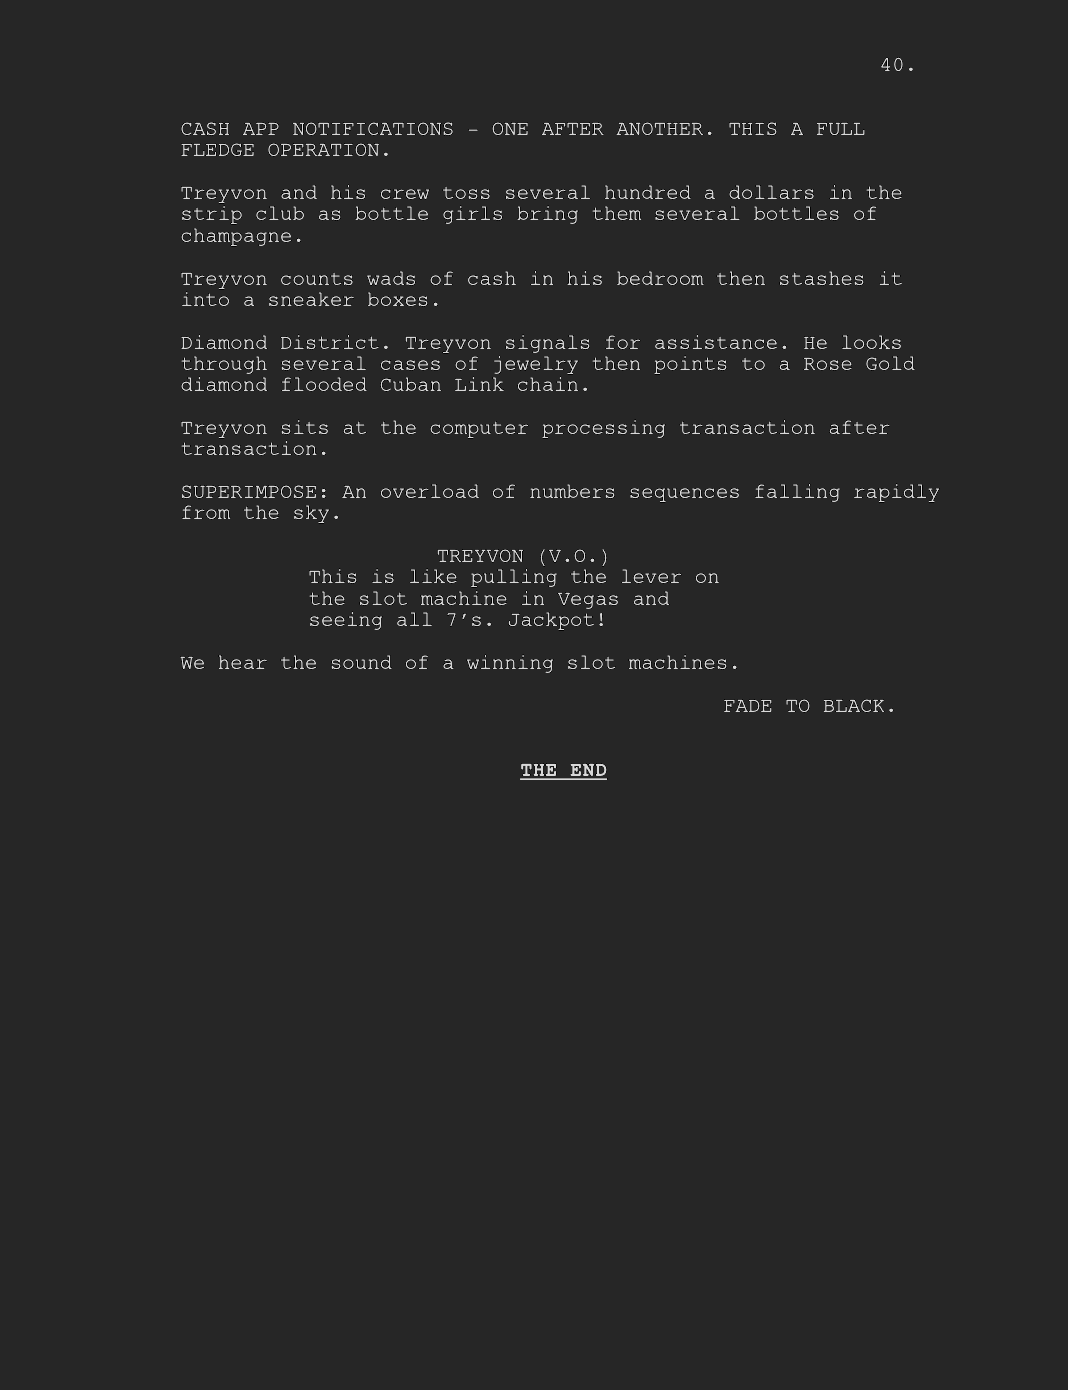 40.
CASH APP NOTIFICATIONS - ONE AFTER ANOTHER. THIS A FULL
FLEDGE OPERATION.
Treyvon and his crew toss several hundred a dollars in the
strip club as bottle girls bring them several bottles of
champagne.
Treyvon counts wads of cash in his bedroom then stashes it
into a sneaker boxes.
Diamond District. Treyvon signals for assistance. He looks
through several cases of jewelry then points to a Rose Gold
diamond flooded Cuban Link chain.
Treyvon sits at the computer processing transaction after
transaction.
SUPERIMPOSE: An overload of numbers sequences falling rapidly
from the sky.
TREYVON (V.O.)
This is like pulling the lever on
the slot machine in Vegas and
seeing all 7's. Jackpot!
We hear the sound of a winning slot machines.
FADE TO BLACK.
THE END